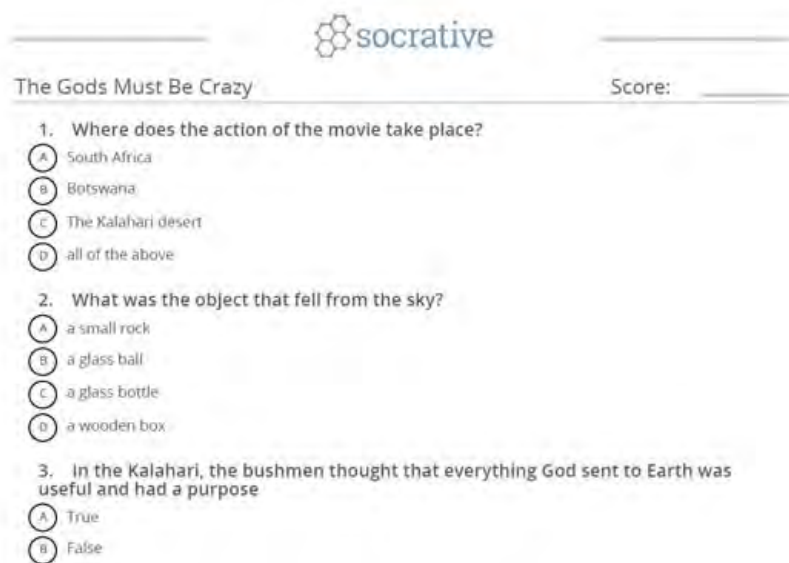 socrative
The Gods Must Be Crazy Score:
1. Where does the action of the movie take place?
A South Africa
B Botswana
C The Kalahari desert
D all of the above
2. What was the object that fell from the sky?
A a small rock
B a glass ball
C a glass bottle
D a wooden box
3. In the Kalahari, the bushmen thought that everything God sent to Earth was
useful and had a purpose
A True
B False